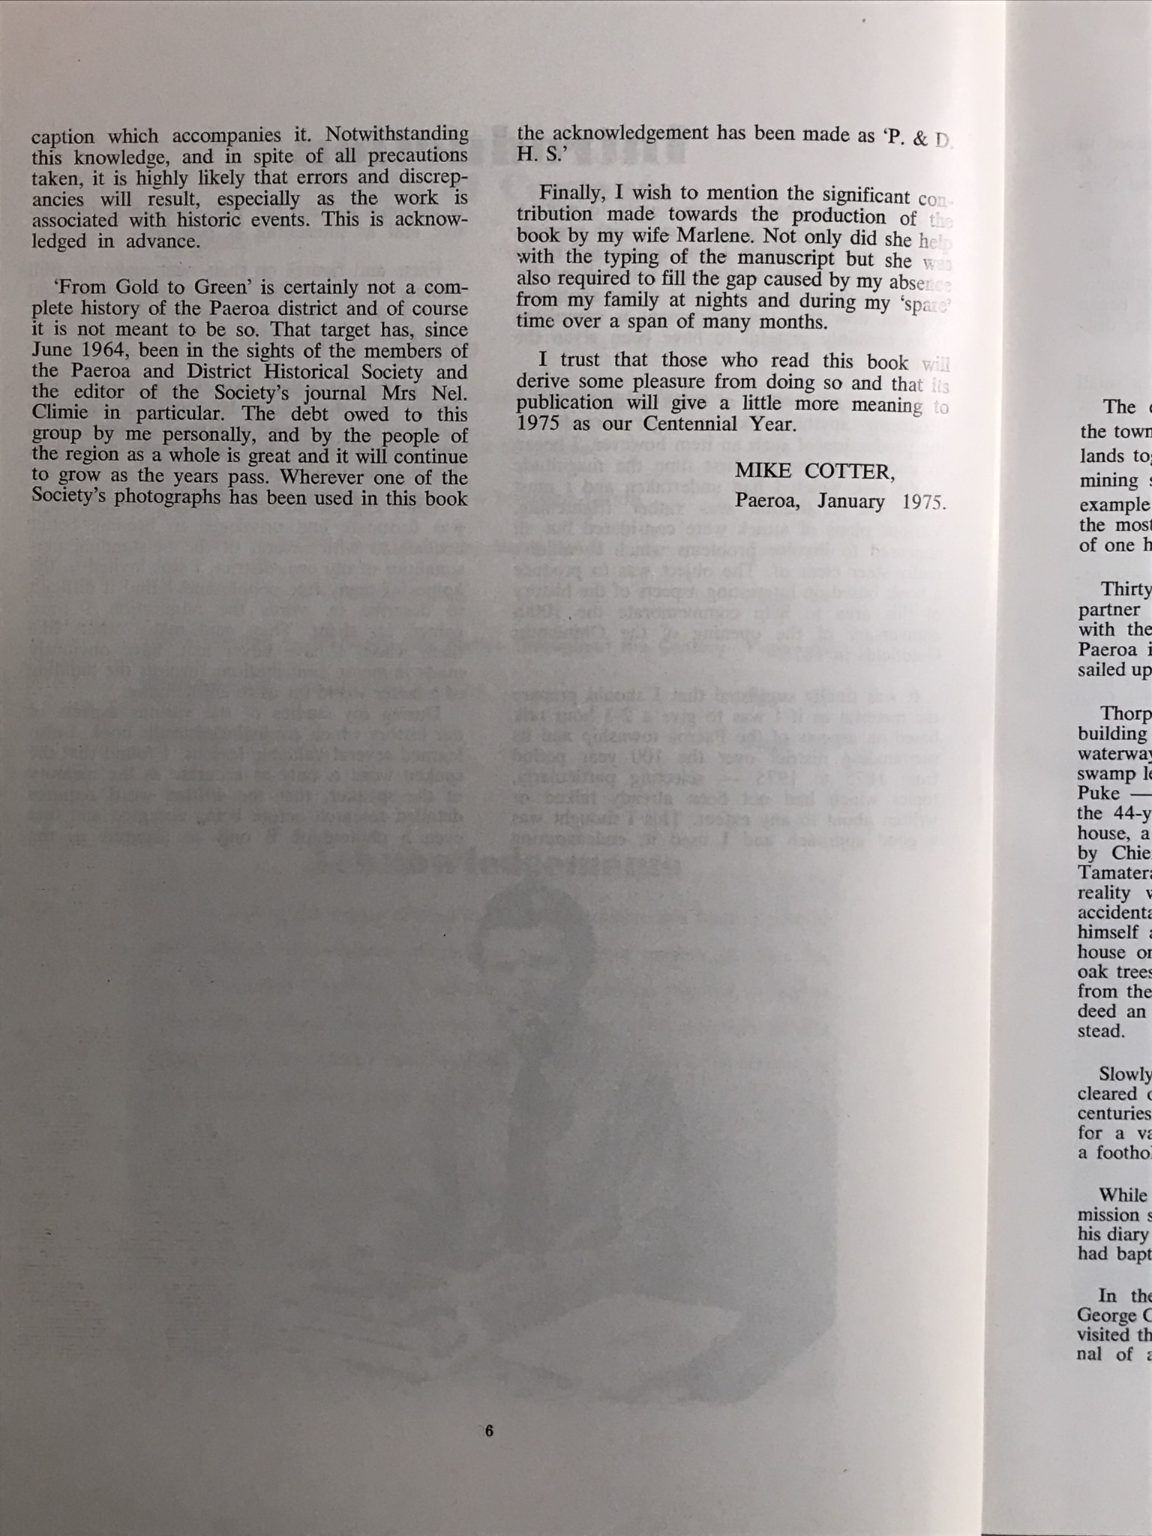 caption which accompanies it. Notwithstanding
this knowledge, and in spite of all precautions
taken, it is highly likely that errors and discrep-
ancies will result, especially as the work is
associated with historic events. This is acknow-
ledged in advance.
‘From Gold to Green’ is certainly not a com-
plete history of the Paeroa district and of course
it is not meant to be so. That target has, since
June 1964, been in the sights of the members of
the Paeroa and District Historical Society and
the editor of the Society’s journal Mrs Nel.
Climie in particular. The debt owed to this
group by me personally, and by the people of
the region as a whole is great and it will continue
to grow as the years pass. Wherever one of the
Society’s photographs has been used in this book
the acknowledgement has been made as ‘P. & D.
H. S.’
Finally, I wish to mention the significant con-
tribution made towards the production of the
book by my wife Marlene. Not only did she help
with the typing of the manuscript but she was
also required to fill the gap caused by my absence
from my family at nights and during my ‘spare’
time over a span of many months.
I trust that those who read this book will
derive some pleasure from doing so and that its
publication will give a little more meaning to
1975 as our Centennial Year.
MIKE COTTER,
Paeroa, January 1975.
6
The
the town
lands
mining
example
the most
of one
Thirty
partner
with the
Paeroa
sailed up
Thorp
building
swamp
Puke —
the
house, a
by
reality
himself
house
oak trees
from the
deed an
stead.
Slowly
cleared
centuries
for a
a
While
mission
his diary
had
In the
George
visited
of